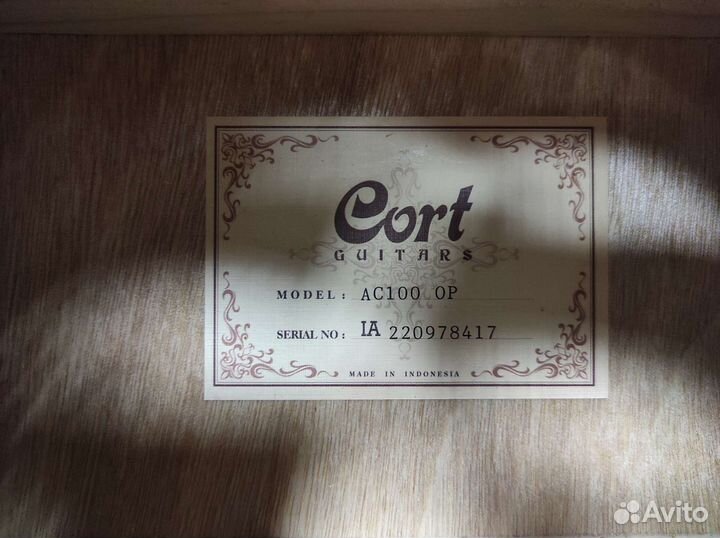 Cort
GUITARS
MODEL: AC100 OP
SERIAL NO: IA 220978417
MADE IN INDONESIA
Avito